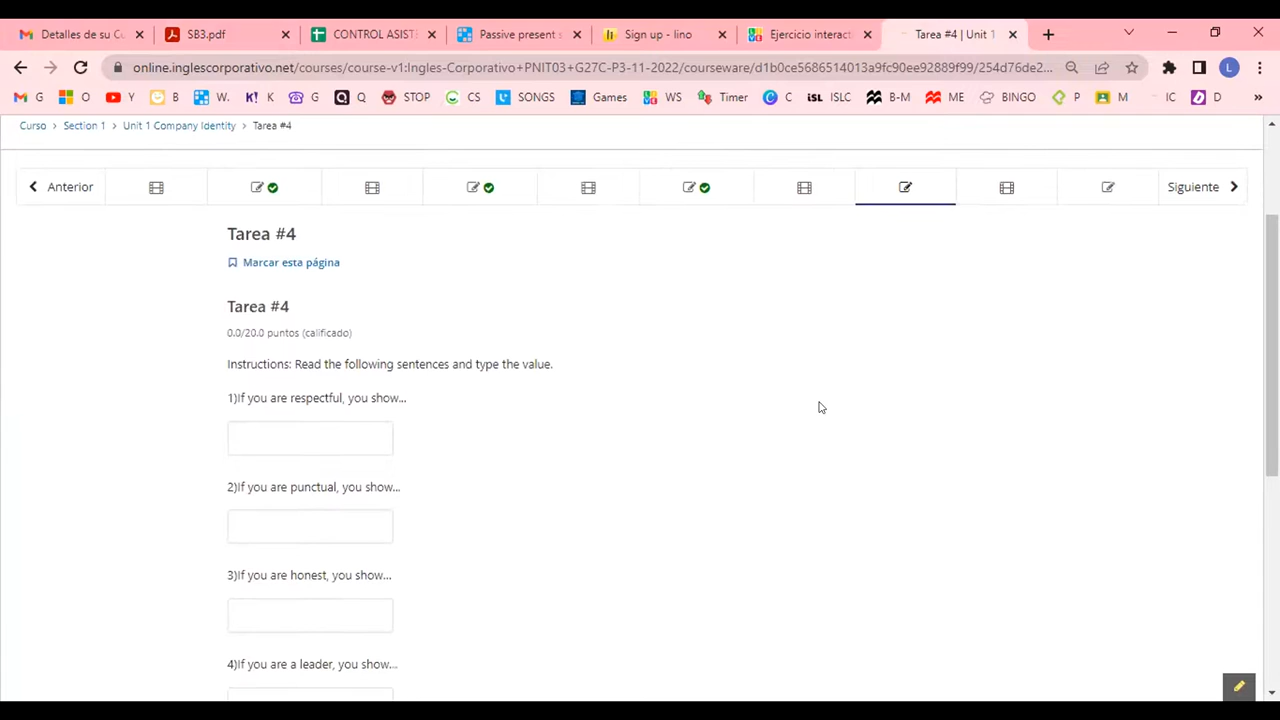 Detalles de su Cu
SB3.pdf
CONTROL ASIST
Passive present s
Sign up - lino
Ejercicio interact
Tarea #4 | Unit 1
online.inglescorporativo.net/courses/course-v1:Ingles-Corporativo+PNIT03+G27C-P3-11-2022/courseware/d1b0ce5686514013a9fc90ee92889f99/254d76de2...
L
G
O
Y
B
W.
K
G
Q
STOP
CS
SONGS
Games
WS
Timer
C
ISLC
B-M
ME
BINGO
P
M
IC
D
»
Curso > Section 1 > Unit 1 Company Identity > Tarea #4
Anterior
Siguiente
Tarea #4
Marcar esta página
Tarea #4
0.0/20.0 puntos (calificado)
Instructions: Read the following sentences and type the value.
1)If you are respectful, you show...
2)If you are punctual, you show...
3)If you are honest, you show...
4)If you are a leader, you show...